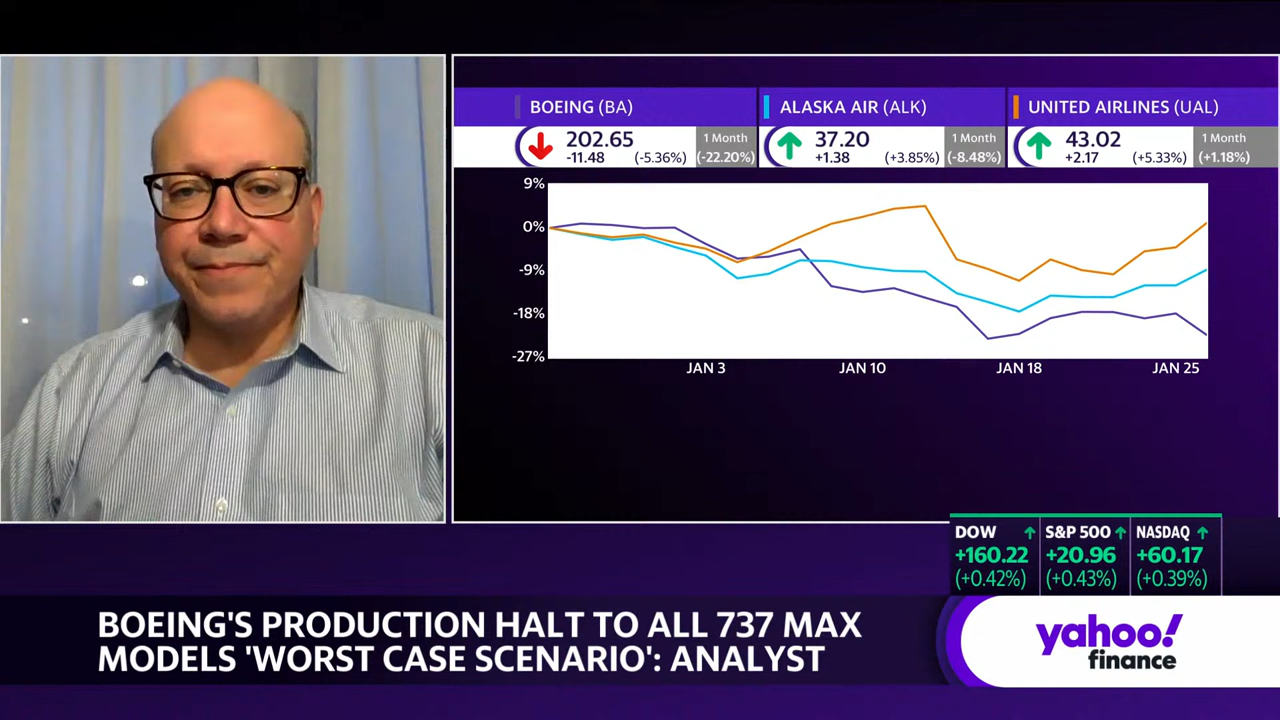 BOEING (BA)
202.65
-11.48 (-5.36%)
1 Month
(-22.20%)
ALASKA AIR (ALK)
37.20
+1.38 (+3.85%)
1 Month
(-8.48%)
UNITED AIRLINES (UAL)
43.02
+2.17 (+5.33%)
1 Month
(+1.18%)
9%
0%
-9%
-18%
-27%
JAN 3 JAN 10 JAN 18 JAN 25
DOW
+160.22
(+0.42%)
S&P 500
+20.96
(+0.43%)
NASDAQ
+60.17
(+0.39%)
BOEING'S PRODUCTION HALT TO ALL 737 MAX
MODELS 'WORST CASE SCENARIO': ANALYST
yahoo!
finance